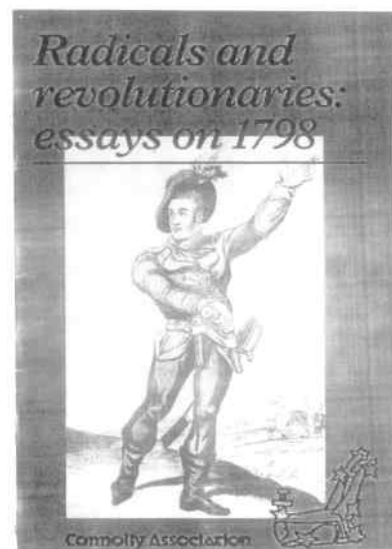 Radicals and
revolutionaries:
essays on 1798
Connolly Association